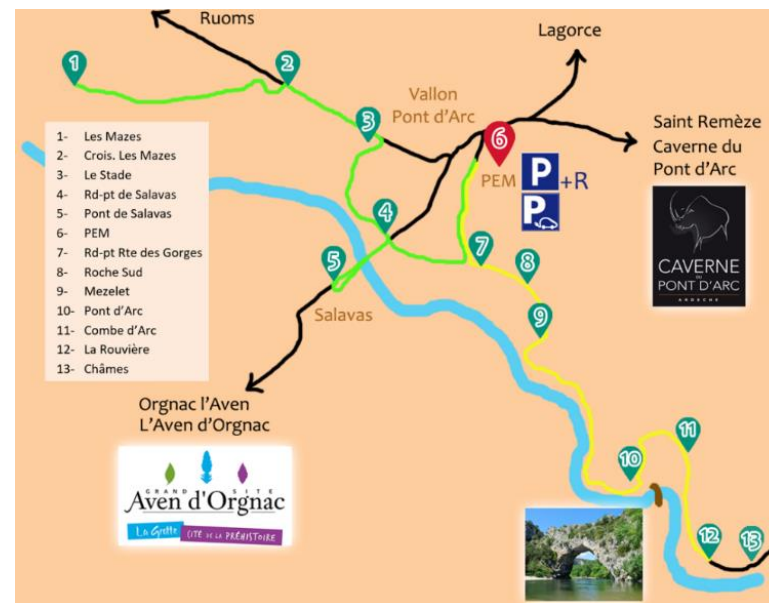 Ruoms
Lagorce
1
2
Vallon
Pont d'Arc
3
6
Saint Remèze
Caverne du
Pont d'Arc
PEM
P +R
P
1- Les Mazes
2- Crois. Les Mazes
3- Le Stade
4- Rd-pt de Salavas
5- Pont de Salavas
6- PEM
7- Rd-pt Rte des Gorges
8- Roche Sud
9- Mezelet
10- Pont d'Arc
11- Combe d'Arc
12- La Rouvière
13- Châmes
4
5
7
8
9
Salavas
CAVERNE
DU
PONT D'ARC
ARDÈCHE
Orgnac l'Aven
L'Aven d'Orgnac
GRAND SITE
Aven d'Orgnac
La Grotte
CITÉ DE LA PRÉHISTOIRE
10
11
12
13